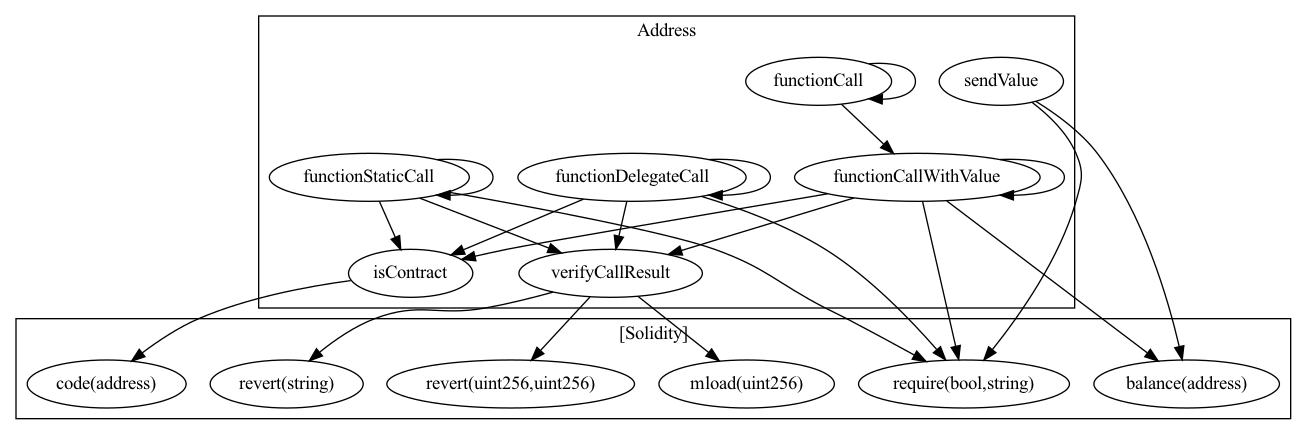 Address
functionCall
sendValue
functionStaticCall
functionDelegateCall
functionCallWithValue
isContract
verifyCallResult
[Solidity]
code(address)
revert(string)
revert(uint256,uint256)
mload(uint256)
require(bool,string)
balance(address)